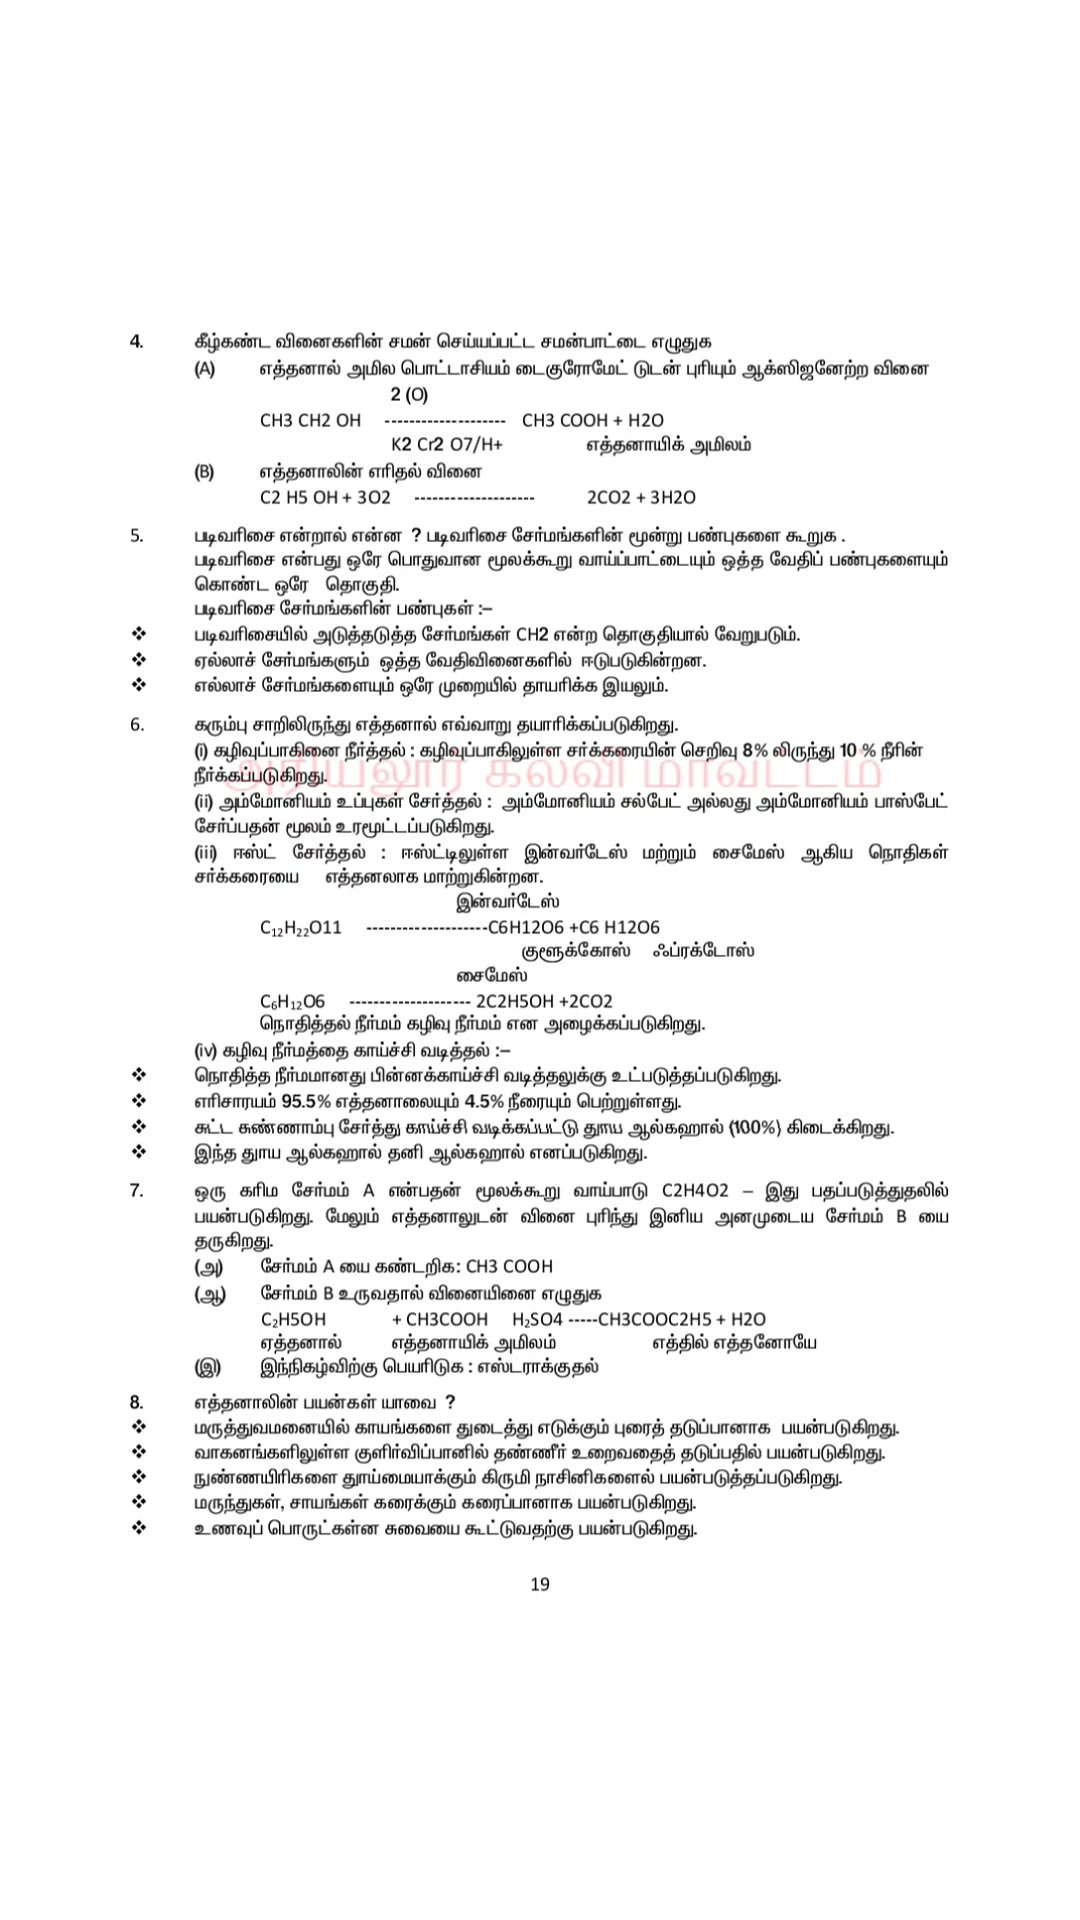 4. கீழ்கண்ட வினைகளின் சமன் செய்யப்பட்ட சமன்பாட்டை எழுதுக
(A) எத்தனால் அமில பொட்டாசியம் டைகுரோமேட் டுடன் புரியும் ஆக்ஸிஜனேற்ற வினை
2 (O)
CH3 CH2 OH -------------------- CH3 COOH + H2O
K2 Cr2 O7/H+ எத்தனாயிக் அமிலம்
(B) எத்தனாலின் எரிதல் வினை
C2 H5 OH + 3O2 -------------------- 2CO2 + 3H2O
5. படிவரிசை என்றால் என்ன ? படிவரிசை சேர்மங்களின் மூன்று பண்புகளை கூறுக .
படிவரிசை என்பது ஒரே பொதுவான மூலக்கூறு வாய்ப்பாட்டையும் ஒத்த வேதிப் பண்புகளையும்
கொண்ட ஒரே தொகுதி.
படிவரிசை சேர்மங்களின் பண்புகள் :–
❖ படிவரிசையில் அடுத்தடுத்த சேர்மங்கள் CH2 என்ற தொகுதியால் வேறுபடும்.
❖ ஏல்லாச் சேர்மங்களும் ஒத்த வேதிவினைகளில் ஈடுபடுகின்றன.
❖ எல்லாச் சேர்மங்களையும் ஒரே முறையில் தாயரிக்க இயலும்.
6. கரும்பு சாறிலிருந்து எத்தனால் எவ்வாறு தயாரிக்கப்படுகிறது.
(i) கழிவுப்பாகினை நீர்த்தல் : கழிவுப்பாகிலுள்ள சர்க்கரையின் செறிவு 8% லிருந்து 10 % நீரின்
அரியலூர் கல்வி மாவட்டம்
நீர்க்கப்படுகிறது.
(ii) அம்மோனியம் உப்புகள் சேர்த்தல் : அம்மோனியம் சல்பேட் அல்லது அம்மோனியம் பாஸ்பேட்
சேர்ப்பதன் மூலம் உரமூட்டப்படுகிறது.
(iii) ஈஸ்ட் சேர்த்தல் : ஈஸ்ட்டிலுள்ள இன்வர்டேஸ் மற்றும் சைமேஸ் ஆகிய நொதிகள்
சர்க்கரையை எத்தனலாக மாற்றுகின்றன.
இன்வர்டேஸ்
C₁₂H₂₂O11 --------------------C6H12O6 +C6 H12O6
குளூக்கோஸ் ஃப்ரக்டோஸ்
சைமேஸ்
C₆H₁₂O6 -------------------- 2C2H5OH +2CO2
நொதித்தல் நீர்மம் கழிவு நீர்மம் என அழைக்கப்படுகிறது.
(iv) கழிவு நீர்மத்தை காய்ச்சி வடித்தல் :–
❖ நொதித்த நீர்மமானது பின்னக்காய்ச்சி வடித்தலுக்கு உட்படுத்தப்படுகிறது.
❖ எரிசாரயம் 95.5% எத்தனாலையும் 4.5% நீரையும் பெற்றுள்ளது.
❖ சுட்ட சுண்ணாம்பு சேர்த்து காய்ச்சி வடிக்கப்பட்டு தூய ஆல்கஹால் (100%) கிடைக்கிறது.
❖ இந்த தூய ஆல்கஹால் தனி ஆல்கஹால் எனப்படுகிறது.
7. ஒரு கரிம சேர்மம் A என்பதன் மூலக்கூறு வாய்பாடு C2H4O2 – இது பதப்படுத்துதலில்
பயன்படுகிறது. மேலும் எத்தனாலுடன் வினை புரிந்து இனிய அனமுடைய சேர்மம் B யை
தருகிறது.
(அ) சேர்மம் A யை கண்டறிக: CH3 COOH
(ஆ) சேர்மம் B உருவதால் வினையினை எழுதுக
C₂H5OH + CH3COOH H₂SO4 -----CH3COOC2H5 + H2O
ஏத்தனால் எத்தனாயிக் அமிலம் எத்தில் எத்தனோயே
(இ) இந்நிகழ்விற்கு பெயரிடுக : எஸ்டராக்குதல்
8. எத்தனாலின் பயன்கள் யாவை ?
❖ மருத்துவமனையில் காயங்களை துடைத்து எடுக்கும் புரைத் தடுப்பானாக பயன்படுகிறது.
❖ வாகனங்களிலுள்ள குளிர்விப்பானில் தண்ணீர் உறைவதைத் தடுப்பதில் பயன்படுகிறது.
❖ நுண்ணயிரிகளை தூய்மையாக்கும் கிருமி நாசினிகளைல் பயன்படுத்தப்படுகிறது.
❖ மருந்துகள், சாயங்கள் கரைக்கும் கரைப்பானாக பயன்படுகிறது.
❖ உணவுப் பொருட்கள்ன சுவையை கூட்டுவதற்கு பயன்படுகிறது.
19